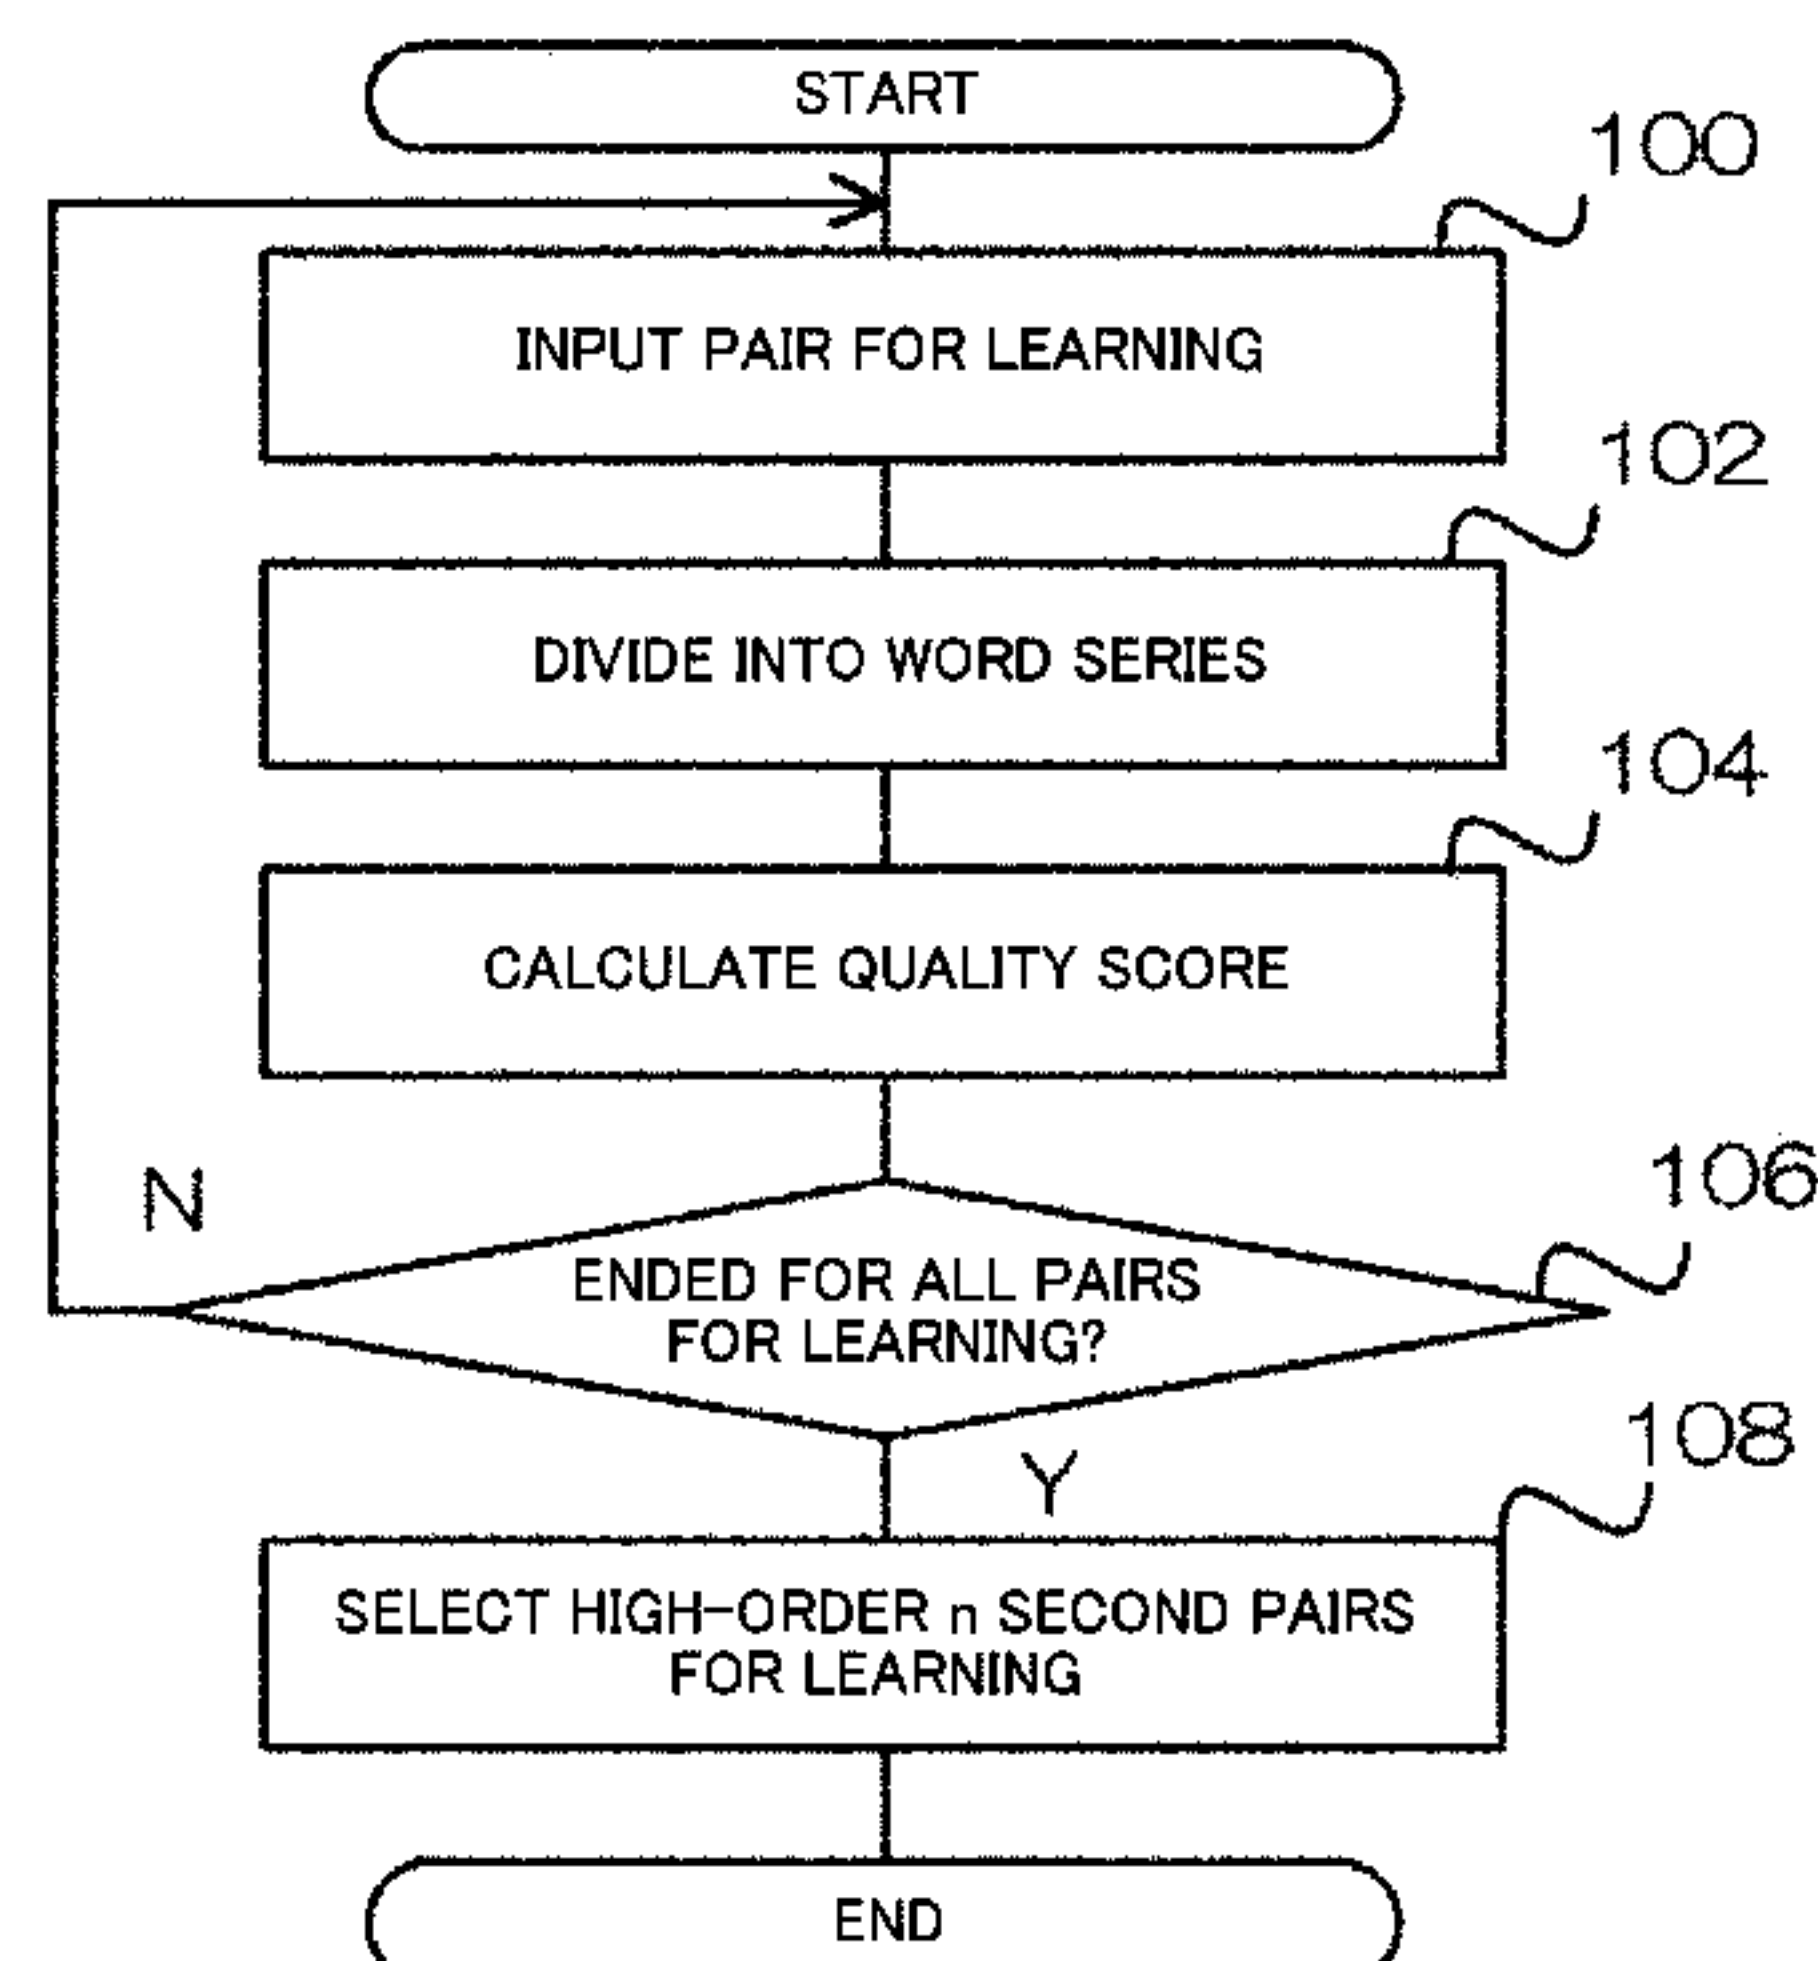 START
100
INPUT PAIR FOR LEARNING
102
DIVIDE INTO WORD SERIES
104
CALCULATE QUALITY SCORE
106
N
ENDED FOR ALL PAIRS
FOR LEARNING?
108
Y
SELECT HIGH-ORDER n SECOND PAIRS
FOR LEARNING
END